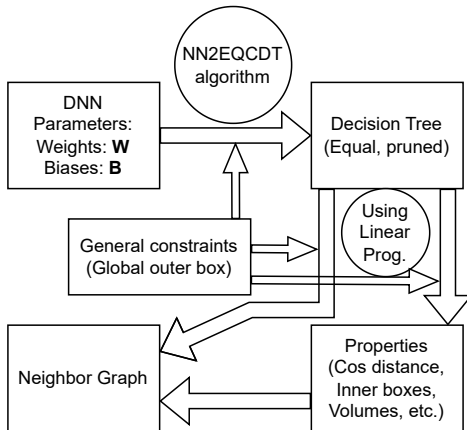 NN2EQCDT
algorithm
DNN
Parameters:
Weights: W
Biases: B
Decision Tree
(Equal, pruned)
Using
Linear
Prog.
General constraints
(Global outer box)
Neighbor Graph
Properties
(Cos distance,
Inner boxes,
Volumes, etc.)